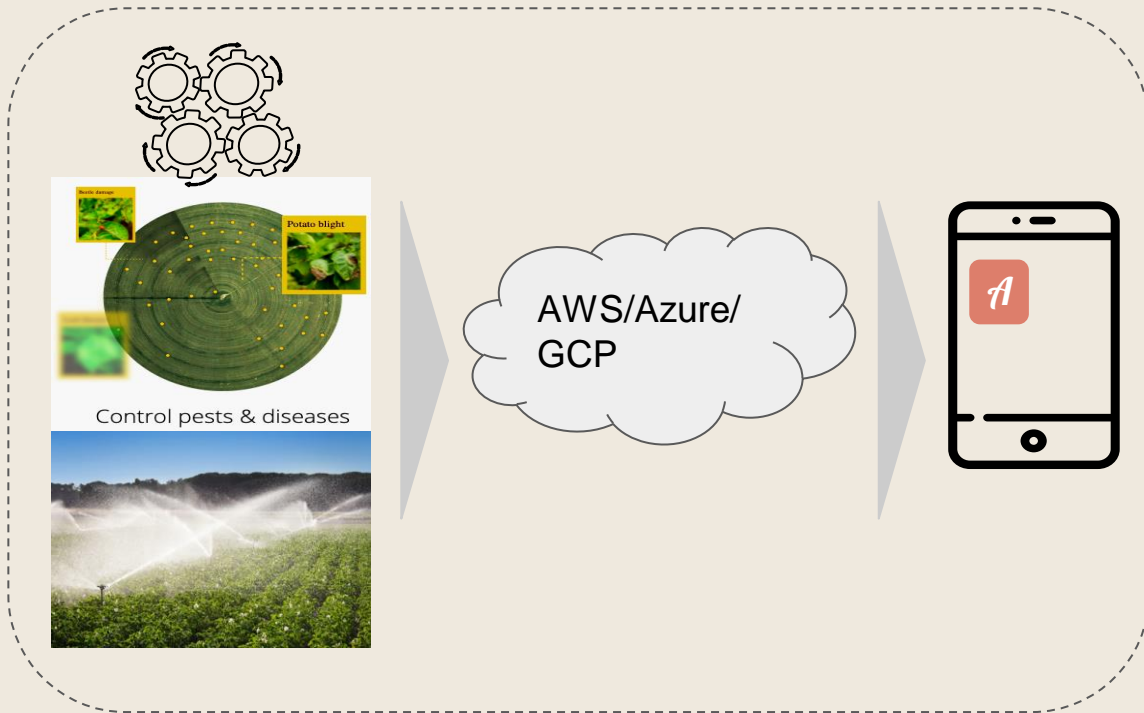 Beetle damage
Potato blight
Control pests & diseases
AWS/Azure/
GCP
A